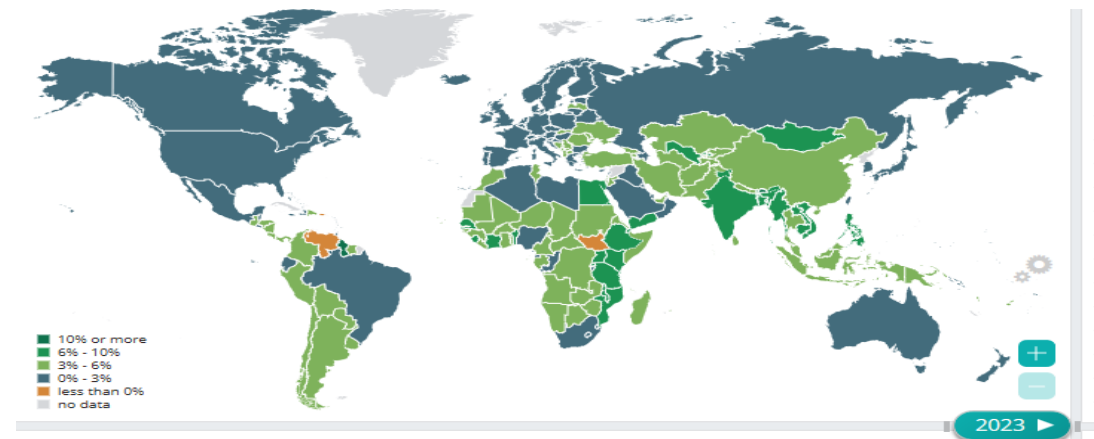 10% or more
6% - 10%
3% - 6%
0% - 3%
less than 0%
no data
2023